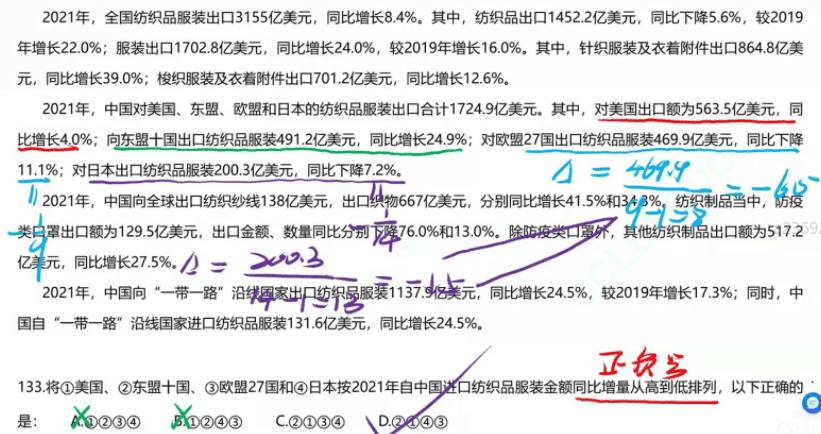 2021年，全国纺织品服装出口3155亿美元，同比增长8.4%。其中，纺织品出口1452.2亿美元，同比下降5.6%，较2019
年增长22.0%；服装出口1702.8亿美元，同比增长24.0%，较2019年增长16.0%。其中，针织服装及衣着附件出口864.8亿美
元，同比增长39.0%；梭织服装及衣着附件出口701.2亿美元，同比增长12.6%。
2021年，中国对美国、东盟、欧盟和日本的纺织品服装出口合计1724.9亿美元。其中，对美国出口额为563.5亿美元，同
比增长4.0%；向东盟十国出口纺织品服装491.2亿美元，同比增长24.9%；对欧盟27国出口纺织品服装469.9亿美元，同比下降
11.1%；对日本出口纺织品服装200.3亿美元，同比下降7.2%。
Δ = 469.9 / 9-1=8 = -60
= -1/9
= -1/14
2021年，中国向全球出口纺织纱线138亿美元，出口织物667亿美元，分别同比增长41.5%和34.3%。纺织制品当中，防疫
类口罩出口额为129.5亿美元，出口金额、数量同比分别下降76.0%和13.0%。除防疫类口罩外，其他纺织制品出口额为517.2
亿美元，同比增长27.5%。
Δ = 200.3 / 14-1=13 = -15
2021年，中国向“一带一路”沿线国家出口纺织品服装1137.9亿美元，同比增长24.5%，较2019年增长17.3%；同时，中
国自“一带一路”沿线国家进口纺织品服装131.6亿美元，同比增长24.5%。
正负号
133.将①美国、②东盟十国、③欧盟27国和④日本按2021年自中国进口纺织品服装金额同比增量从高到低排列，以下正确的
是： A.①②③④ B.①②④③ C.②①③④ D.②①④③